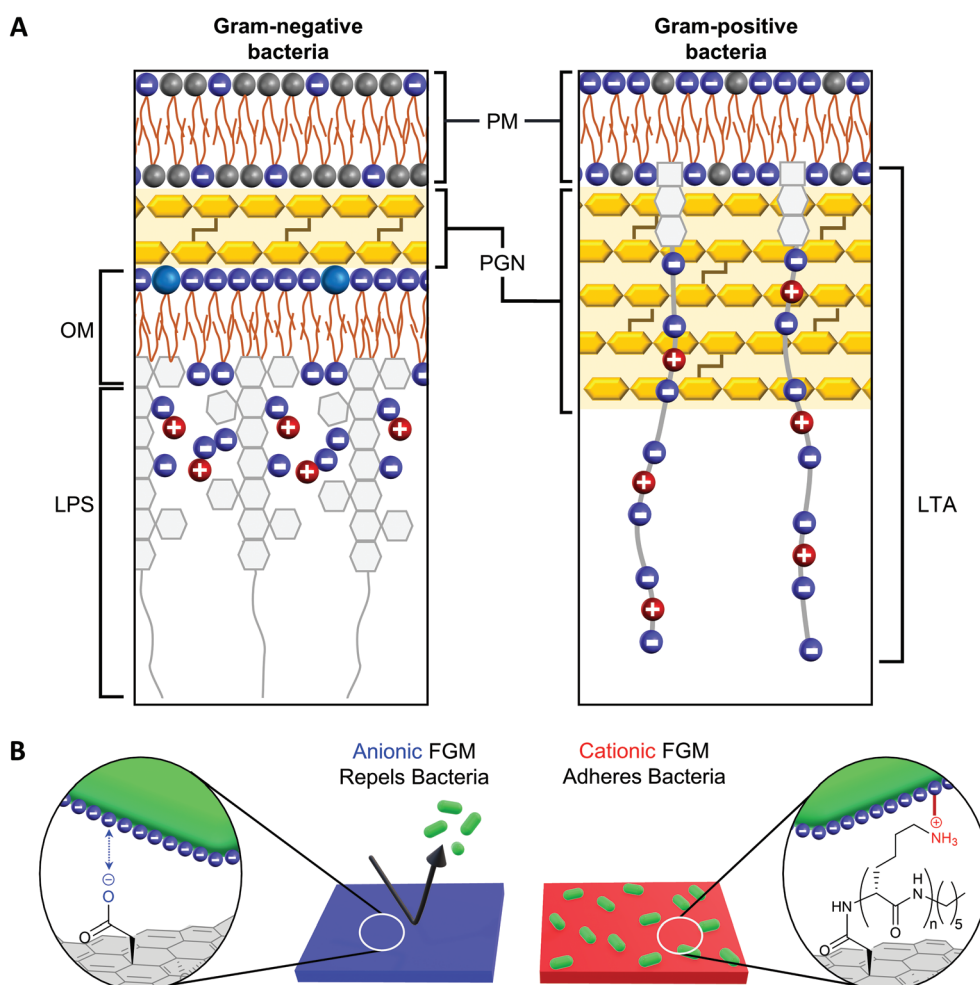 A
Gram-negative
bacteria
Gram-positive
bacteria
PM
PGN
OM
LPS
LTA
B
Anionic FGM
Repels Bacteria
Cationic FGM
Adheres Bacteria
O
O
NH3
HN
O
H
N
n
5
O